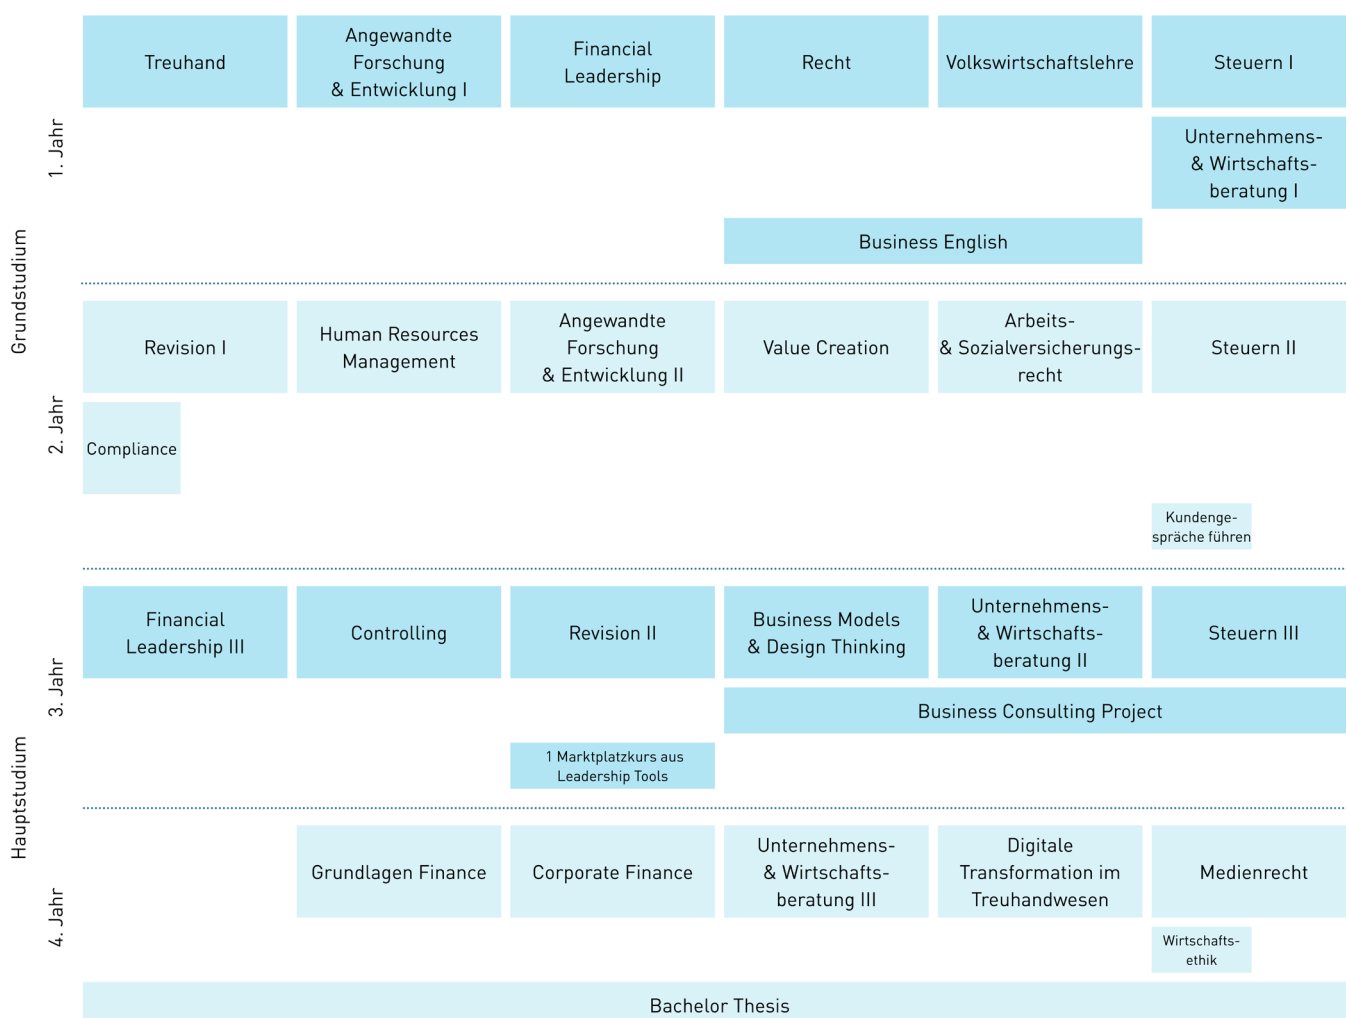 Grundstudium
1. Jahr
Treuhand
Angewandte
Forschung
& Entwicklung I
Financial
Leadership
Recht
Volkswirtschaftslehre
Steuern I
Unternehmens-
& Wirtschafts-
beratung I
Business English
2. Jahr
Revision I
Human Resources
Management
Angewandte
Forschung
& Entwicklung II
Value Creation
Arbeits-
& Sozialversicherungs-
recht
Steuern II
Compliance
Kundenge-
spräche führen
Hauptstudium
3. Jahr
Financial
Leadership III
Controlling
Revision II
Business Models
& Design Thinking
Unternehmens-
& Wirtschafts-
beratung II
Steuern III
Business Consulting Project
1 Marktplatzkurs aus
Leadership Tools
4. Jahr
Grundlagen Finance
Corporate Finance
Unternehmens-
& Wirtschafts-
beratung III
Digitale
Transformation im
Treuhandwesen
Medienrecht
Wirtschafts-
ethik
Bachelor Thesis